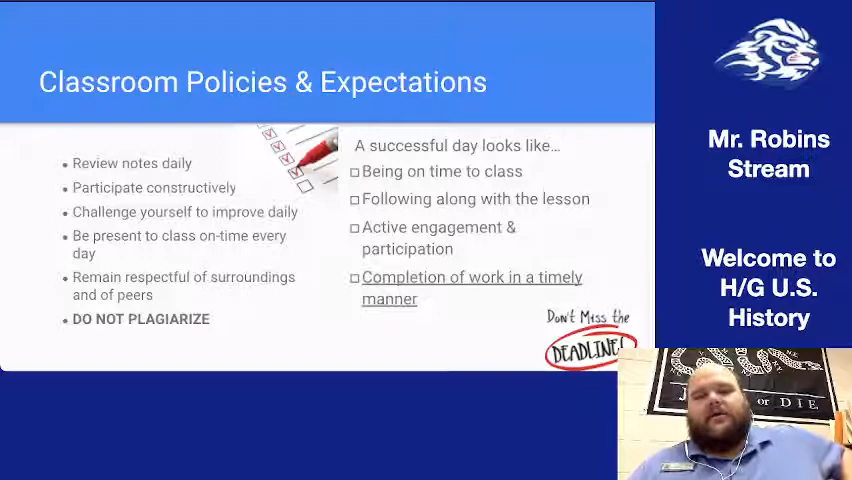 Classroom Policies & Expectations
Review notes daily
Participate constructively
Challenge yourself to improve daily
Be present to class on-time every
day
Remain respectful of surroundings
and of peers
DO NOT PLAGIARIZE
A successful day looks like...
Being on time to class
Following along with the lesson
Active engagement &
participation
Completion of work in a timely
manner
Don't Miss the
DEADLINE!
Mr. Robins
Stream
Welcome to
H/G U.S.
History
or DIE.